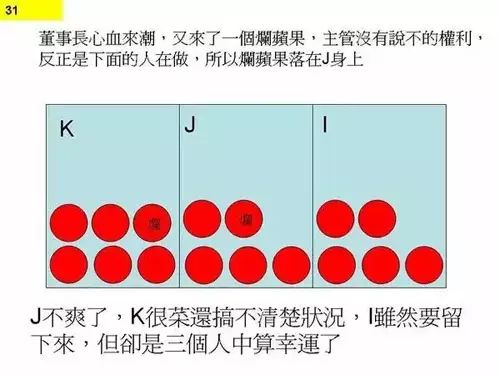 31
董事長心血來潮，又來了一個爛蘋果，主管沒有說不的權利，
反正是下面的人在做，所以爛蘋果落在J身上
K
J
I
爛
爛
J不爽了，K很菜還搞不清楚狀況，I雖然要留
下來，但卻是三個人中算幸運了